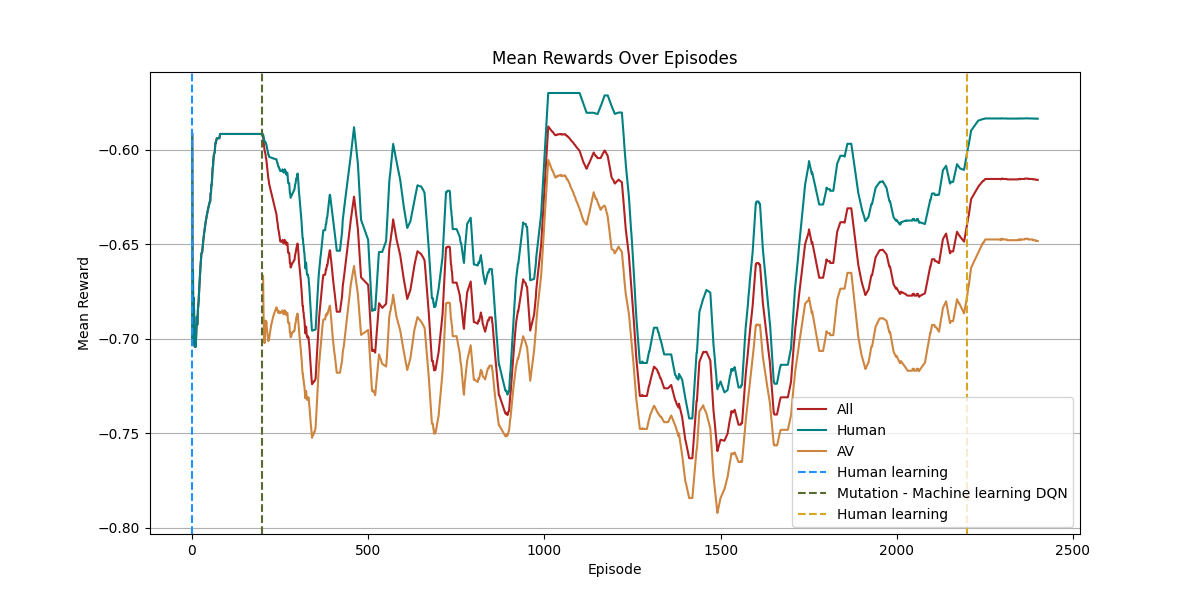 Mean Rewards Over Episodes
Mean Reward
−0.60
−0.65
−0.70
−0.75
−0.80
All
Human
AV
Human learning
Mutation - Machine learning DQN
Human learning
0 500 1000 1500 2000 2500
Episode